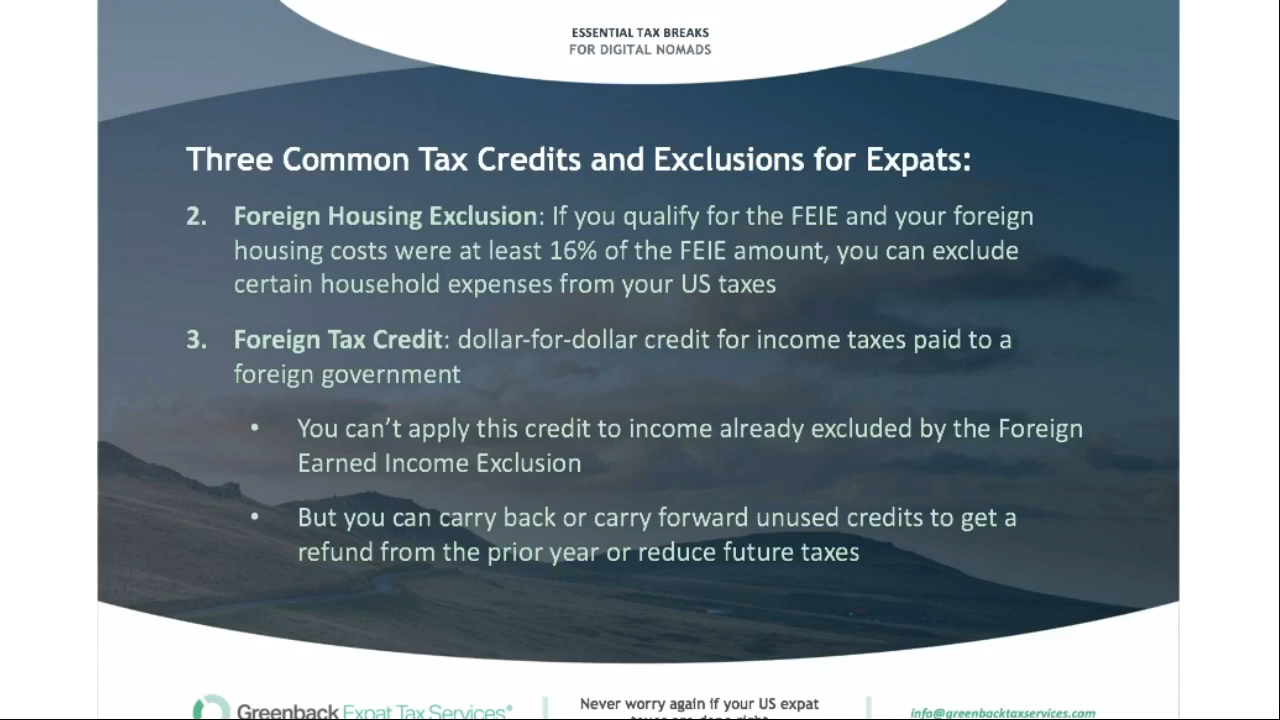 ESSENTIAL TAX BREAKS
FOR DIGITAL NOMADS
Three Common Tax Credits and Exclusions for Expats:
2. Foreign Housing Exclusion: If you qualify for the FEIE and your foreign
housing costs were at least 16% of the FEIE amount, you can exclude
certain household expenses from your US taxes
3. Foreign Tax Credit: dollar-for-dollar credit for income taxes paid to a
foreign government
• You can’t apply this credit to income already excluded by the Foreign
Earned Income Exclusion
• But you can carry back or carry forward unused credits to get a
refund from the prior year or reduce future taxes
Greenback Expat Tax Services®
Never worry again if your US expat
taxes are done right
info@greenbacktaxservices.com